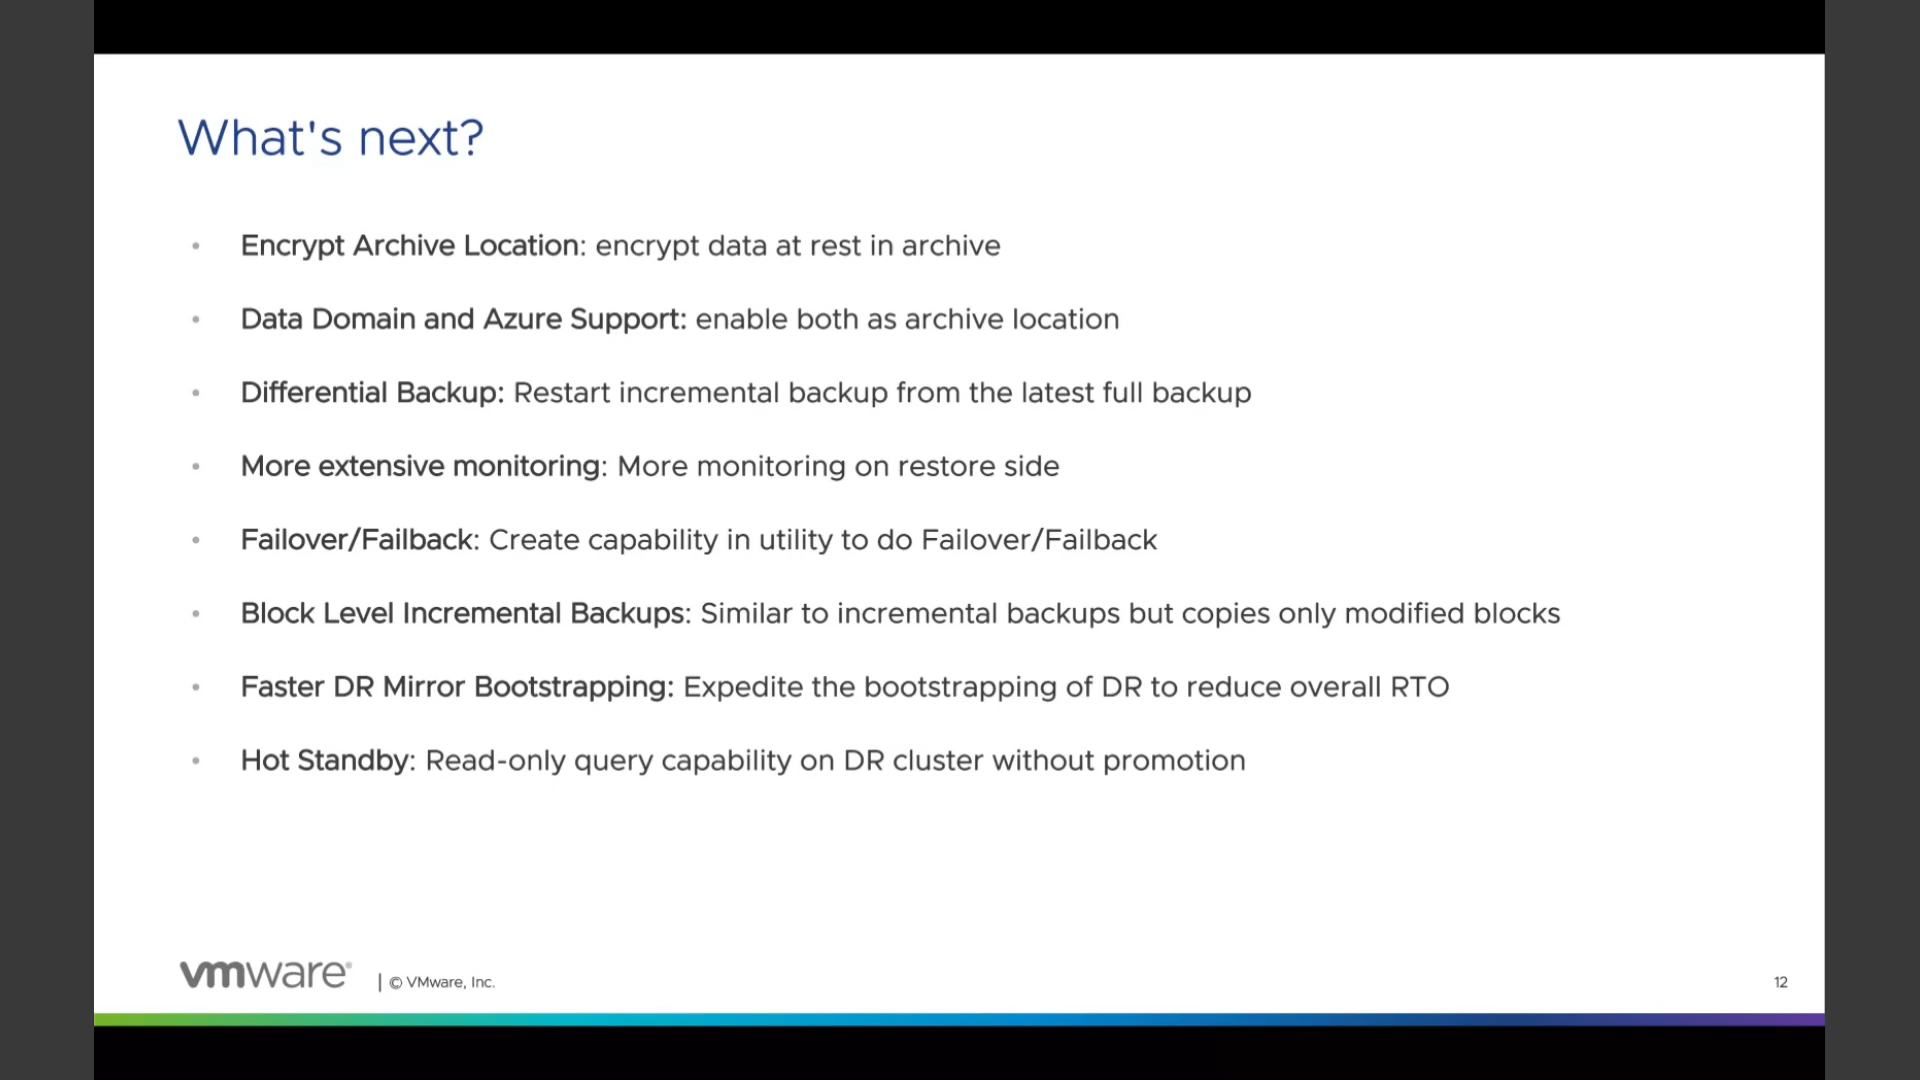 What's next?
• Encrypt Archive Location: encrypt data at rest in archive
• Data Domain and Azure Support: enable both as archive location
• Differential Backup: Restart incremental backup from the latest full backup
• More extensive monitoring: More monitoring on restore side
• Failover/Failback: Create capability in utility to do Failover/Failback
• Block Level Incremental Backups: Similar to incremental backups but copies only modified blocks
• Faster DR Mirror Bootstrapping: Expedite the bootstrapping of DR to reduce overall RTO
• Hot Standby: Read-only query capability on DR cluster without promotion
vmware® | © VMware, Inc.
12